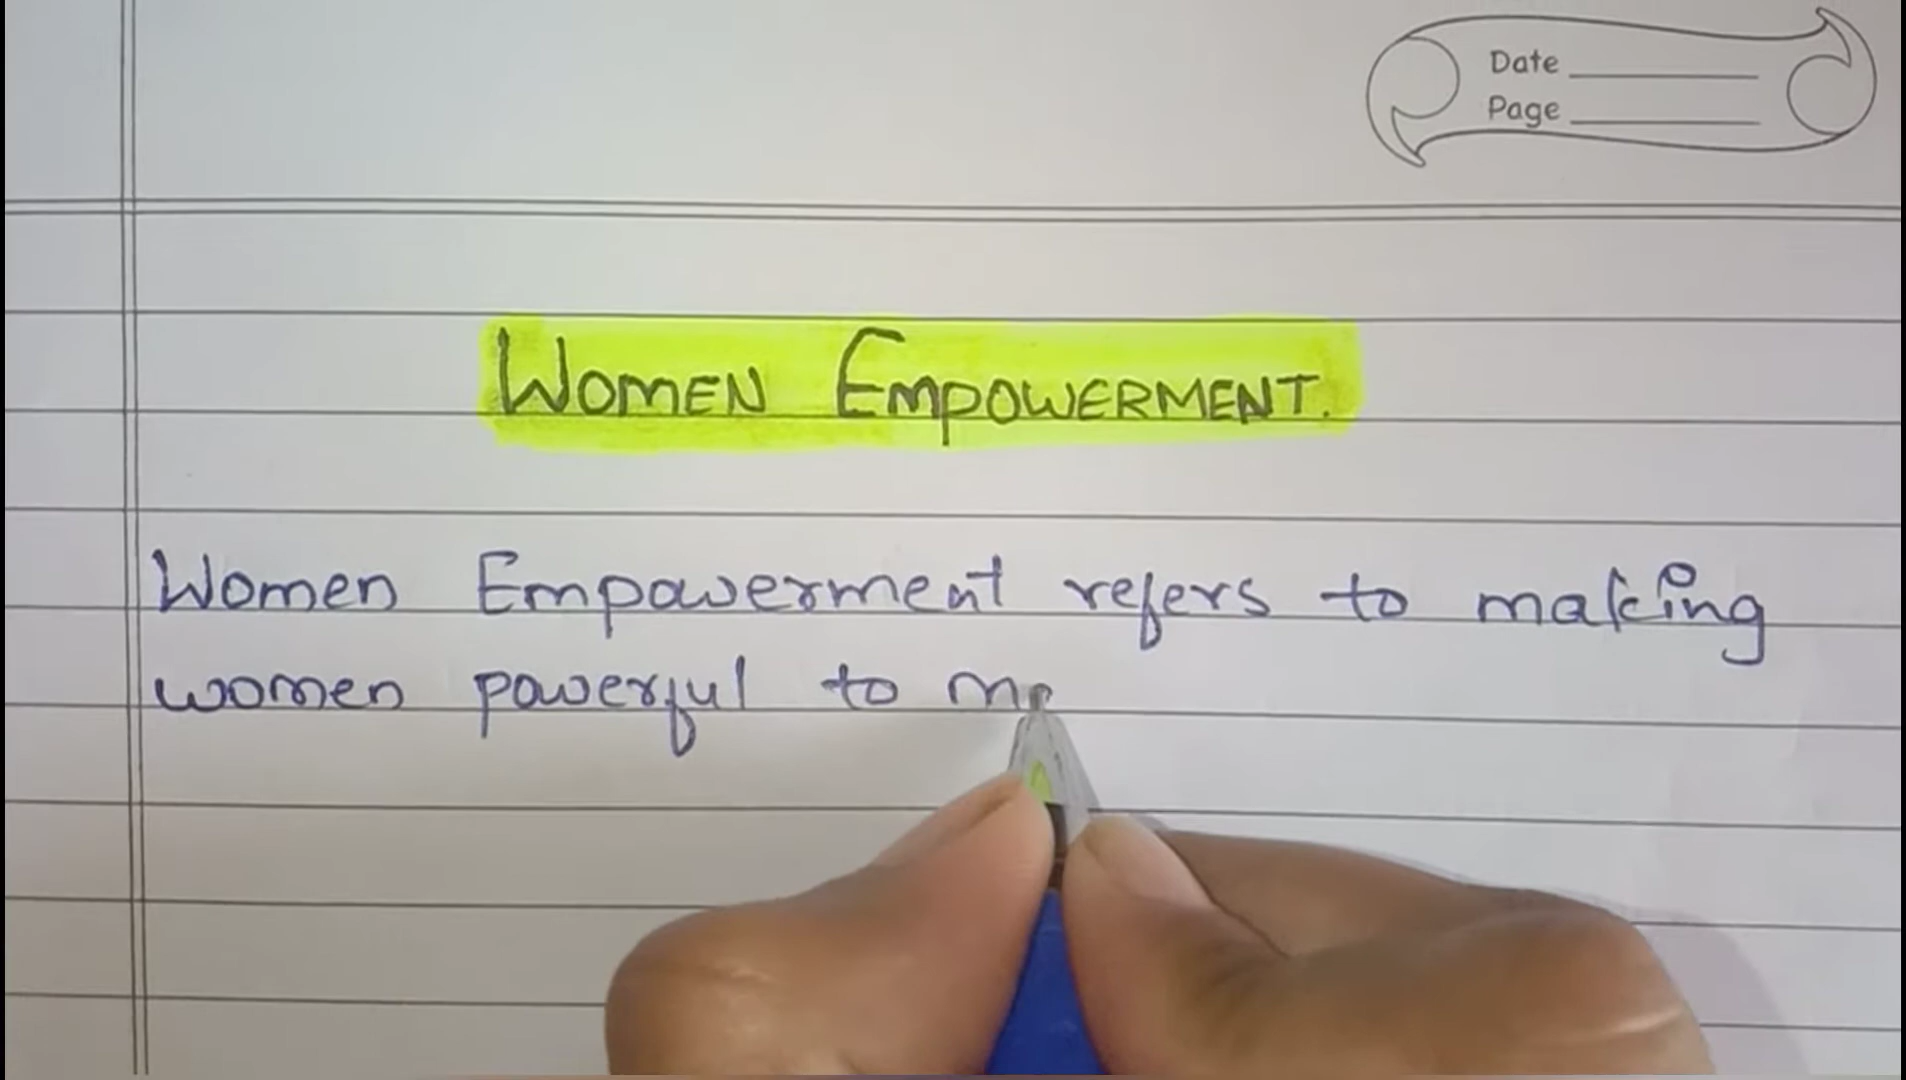 Date
Page
WOMEN EMPOWERMENT.
Women Empowerment refers to making
women powerful to